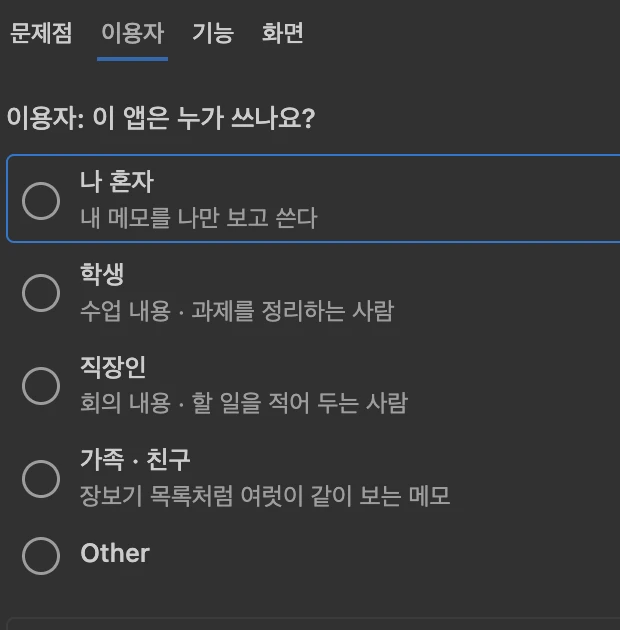 문제점 이용자 기능 화면
이용자: 이 앱은 누가 쓰나요?
나 혼자
내 메모를 나만 보고 쓴다
학생
수업 내용 · 과제를 정리하는 사람
직장인
회의 내용 · 할 일을 적어 두는 사람
가족 · 친구
장보기 목록처럼 여럿이 같이 보는 메모
Other